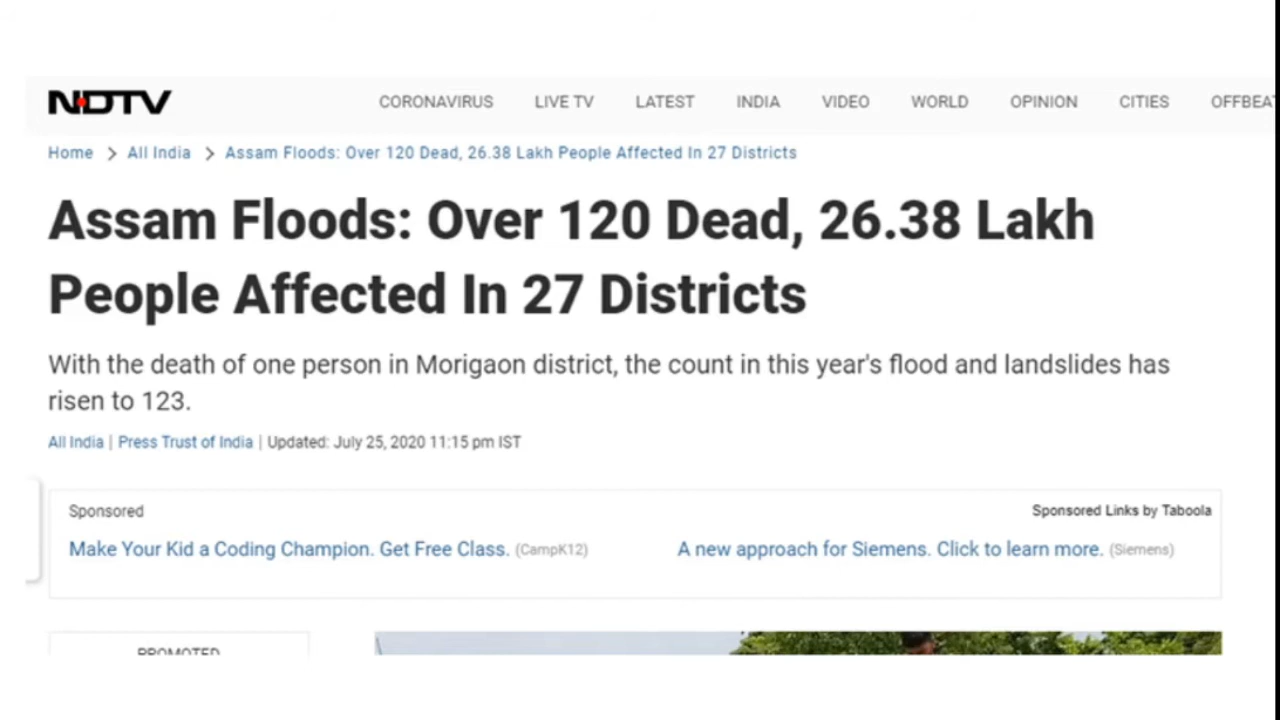 NDTV CORONAVIRUS LIVE TV LATEST INDIA VIDEO WORLD OPINION CITIES OFFBEAT
Home > All India > Assam Floods: Over 120 Dead, 26.38 Lakh People Affected In 27 Districts
Assam Floods: Over 120 Dead, 26.38 Lakh
People Affected In 27 Districts
With the death of one person in Morigaon district, the count in this year's flood and landslides has
risen to 123.
All India | Press Trust of India | Updated: July 25, 2020 11:15 pm IST
Sponsored Sponsored Links by Taboola
Make Your Kid a Coding Champion. Get Free Class. (CampK12) A new approach for Siemens. Click to learn more. (Siemens)
PROMOTED